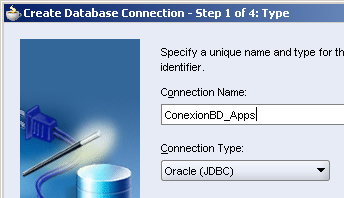 Create Database Connection - Step 1 of 4: Type
Specify a unique name and type for th
identifier.
Connection Name:
ConexionBD_Apps
Connection Type:
Oracle (JDBC)